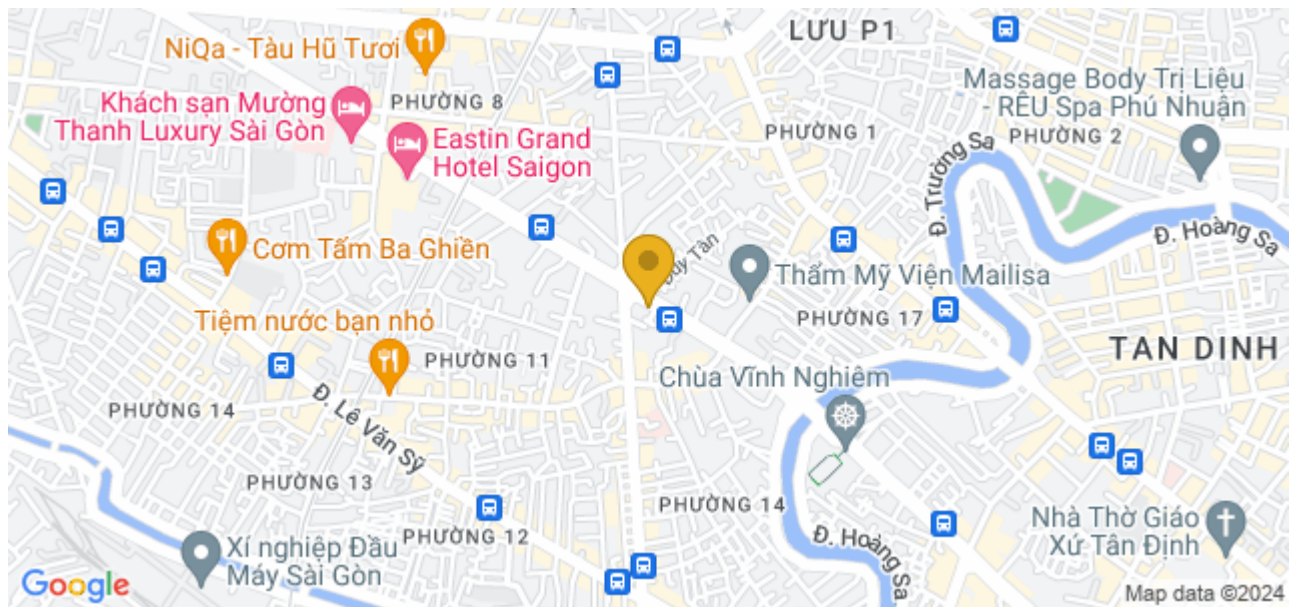 LƯU P1
NiQa - Tàu Hũ Tươi
Massage Body Trị Liệu
- RÊU Spa Phú Nhuận
Khách sạn Mường
Thanh Luxury Sài Gòn
PHƯỜNG 8
PHƯỜNG 1
PHƯỜNG 2
Eastin Grand
Hotel Saigon
Đ. Trường Sa
Đ. Hoàng Sa
Cơm Tấm Ba Ghiền
Duy Tân
Thẩm Mỹ Viện Mailisa
Tiệm nước bạn nhỏ
PHƯỜNG 17
TAN DINH
PHƯỜNG 11
Chùa Vĩnh Nghiêm
PHƯỜNG 14
Đ. Lê Văn Sỹ
PHƯỜNG 13
PHƯỜNG 14
PHƯỜNG 12
Nhà Thờ Giáo
Xứ Tân Định
Đ. Hoàng Sa
Xí nghiệp Đầu
Máy Sài Gòn
Google
Map data ©2024